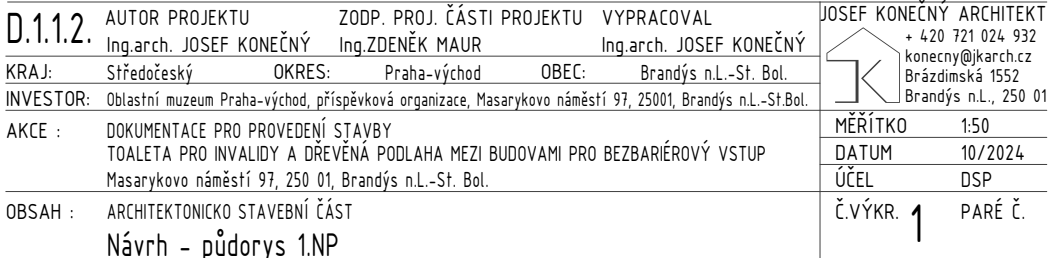 D.1.1.2. AUTOR PROJEKTU ZODP. PROJ. ČÁSTI PROJEKTU VYPRACOVAL
Ing.arch. JOSEF KONEČNÝ Ing.ZDENĚK MAUR Ing.arch. JOSEF KONEČNÝ
KRAJ: Středočeský OKRES: Praha-východ OBEC: Brandýs n.L.-St. Bol.
INVESTOR: Oblastní muzeum Praha-východ, příspěvková organizace, Masarykovo náměstí 97, 25001, Brandýs n.L.-St.Bol.
AKCE : DOKUMENTACE PRO PROVEDENÍ STAVBY
TOALETA PRO INVALIDY A DŘEVĚNÁ PODLAHA MEZI BUDOVAMI PRO BEZBARIÉROVÝ VSTUP
Masarykovo náměstí 97, 250 01, Brandýs n.L.-St. Bol.
OBSAH : ARCHITEKTONICKO STAVEBNÍ ČÁST
Návrh - půdorys 1.NP
JOSEF KONEČNÝ ARCHITEKT
+ 420 721 024 932
konecny@jkarch.cz
Brázdimská 1552
Brandýs n.L., 250 01
MĚŘÍTKO 1:50
DATUM 10/2024
ÚČEL DSP
Č.VÝKR. 1 PARÉ Č.